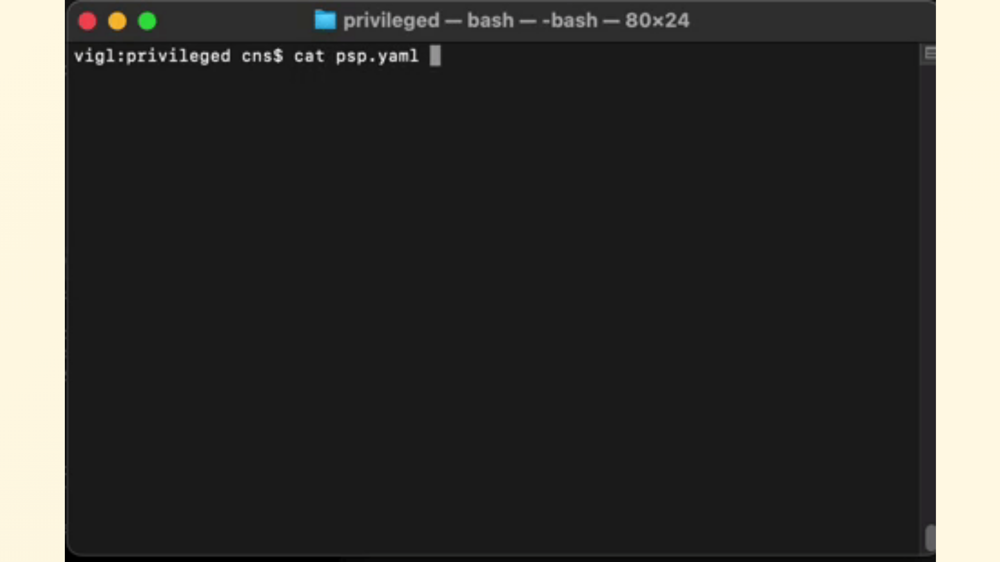 privileged — bash — -bash — 80×24
vigl:privileged cns$ cat psp.yaml